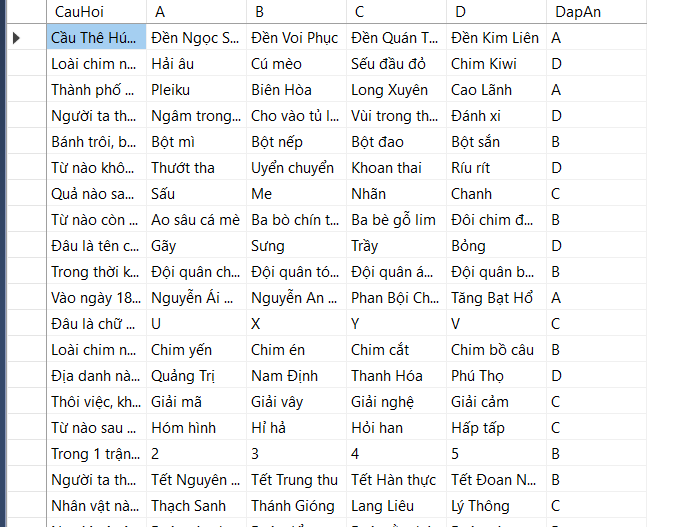 CauHoi A B C D DapAn
Cầu Thê Hú... Đền Ngọc S... Đền Voi Phục Đền Quán T... Đền Kim Liên A
Loài chim n... Hải âu Cú mèo Sếu đầu đỏ Chim Kiwi D
Thành phố ... Pleiku Biên Hòa Long Xuyên Cao Lãnh A
Người ta th... Ngâm trong... Cho vào tủ l... Vùi trong th... Đánh xi D
Bánh trôi, b... Bột mì Bột nếp Bột đao Bột sắn B
Từ nào khô... Thướt tha Uyển chuyển Khoan thai Ríu rít D
Quả nào sa... Sấu Me Nhãn Chanh C
Từ nào còn ... Ao sâu cá mè Ba bò chín t... Ba bè gỗ lim Đôi chim đ... B
Đâu là tên c... Gãy Sưng Trầy Bỏng D
Trong thời k... Đội quân ch... Đội quân tó... Đội quân á... Đội quân b... B
Vào ngày 18... Nguyễn Ái ... Nguyễn An ... Phan Bội Ch... Tăng Bạt Hổ A
Đâu là chữ ... U X Y V C
Loài chim n... Chim yến Chim én Chim cắt Chim bồ câu B
Địa danh nà... Quảng Trị Nam Định Thanh Hóa Phú Thọ D
Thôi việc, kh... Giải mã Giải vây Giải nghệ Giải cảm C
Từ nào sau ... Hóm hình Hỉ hả Hỏi han Hấp tấp C
Trong 1 trận... 2 3 4 5 B
Người ta th... Tết Nguyên ... Tết Trung thu Tết Hàn thực Tết Đoan N... B
Nhân vật nà... Thạch Sanh Thánh Gióng Lang Liêu Lý Thông C